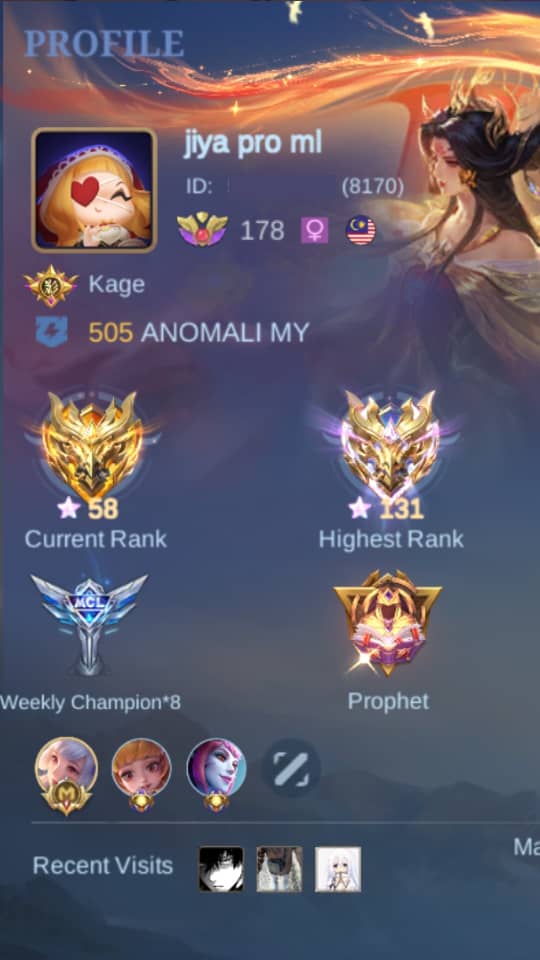 PROFILE
jiya pro ml
ID: (8170)
178
Kage
505 ANOMALI MY
58
131
Current Rank
Highest Rank
MCL
Weekly Champion*8
Prophet
M
Recent Visits
Ma